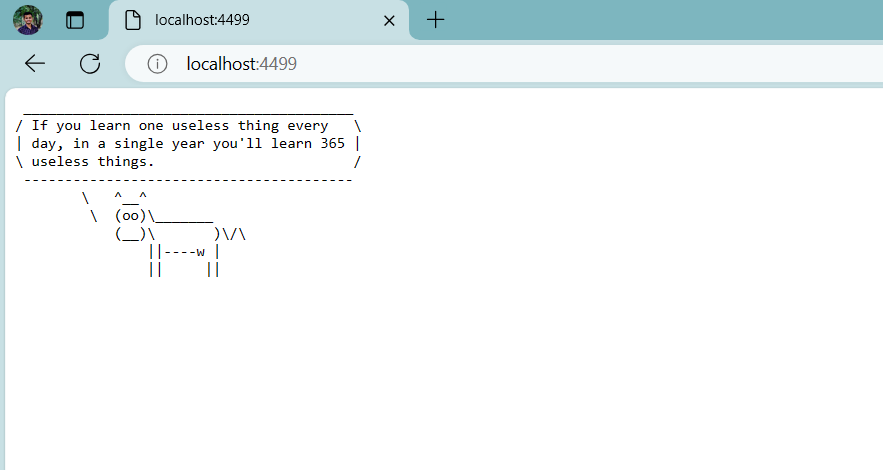 localhost:4499
localhost:4499
 ________________________________________
/ If you learn one useless thing every   \
| day, in a single year you'll learn 365 |
\ useless things.                        /
 ----------------------------------------
        \   ^__^
         \  (oo)\_______
            (__)\       )\/\
                ||----w |
                ||     ||